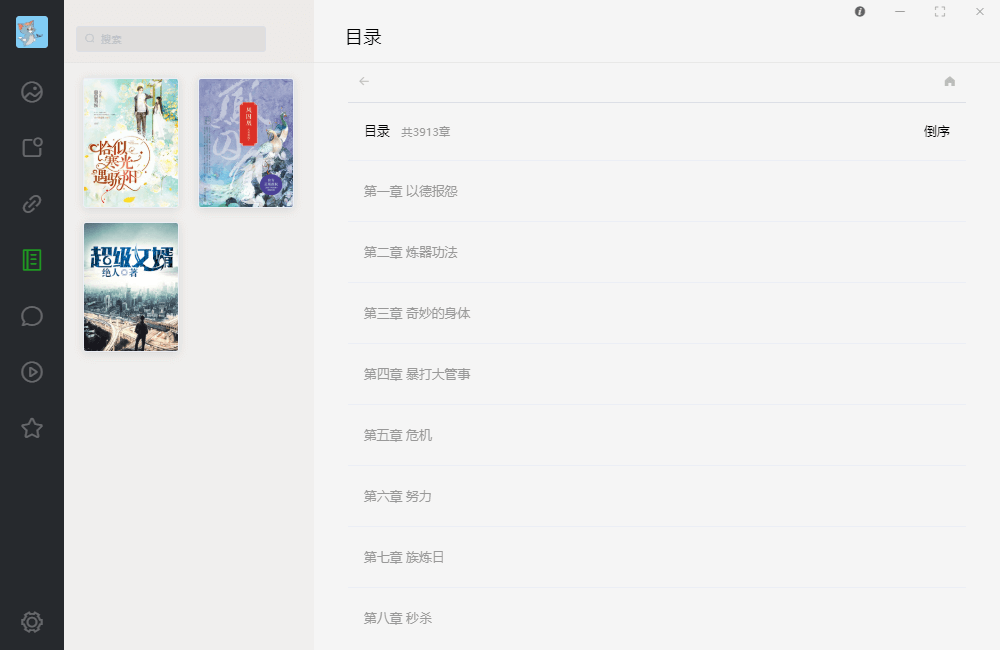 搜索
拾似
寒光
遇骄阳
凤囚凰
超级女婿
绝人◎著
目录
目录 共3913章 倒序
第一章 以德报怨
第二章 炼器功法
第三章 奇妙的身体
第四章 暴打大管事
第五章 危机
第六章 努力
第七章 族炼日
第八章 秒杀